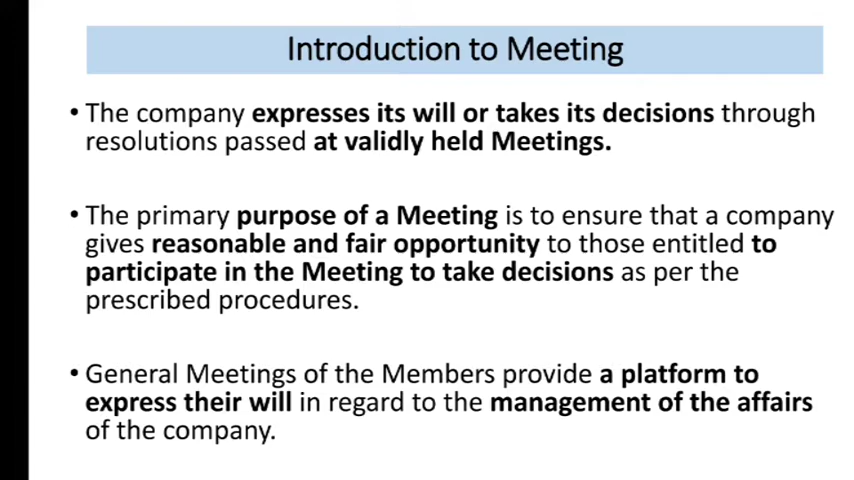 Introduction to Meeting
• The company expresses its will or takes its decisions through
resolutions passed at validly held Meetings.
• The primary purpose of a Meeting is to ensure that a company
gives reasonable and fair opportunity to those entitled to
participate in the Meeting to take decisions as per the
prescribed procedures.
• General Meetings of the Members provide a platform to
express their will in regard to the management of the affairs
of the company.